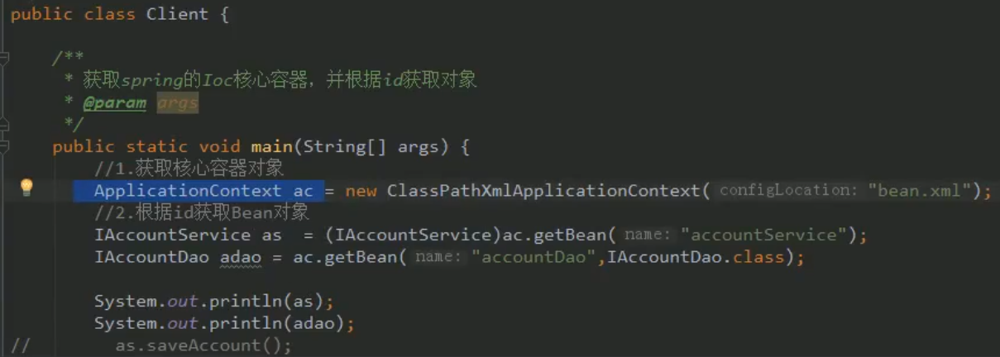 public class Client {
/**
* 获取spring的Ioc核心容器，并根据id获取对象
* @param args
*/
public static void main(String[] args) {
//1.获取核心容器对象
ApplicationContext ac = new ClassPathXmlApplicationContext( configLocation: "bean.xml");
//2.根据id获取Bean对象
IAccountService as  = (IAccountService)ac.getBean( name: "accountService");
IAccountDao adao = ac.getBean( name: "accountDao",IAccountDao.class);
System.out.println(as);
System.out.println(adao);
//        as.saveAccount();